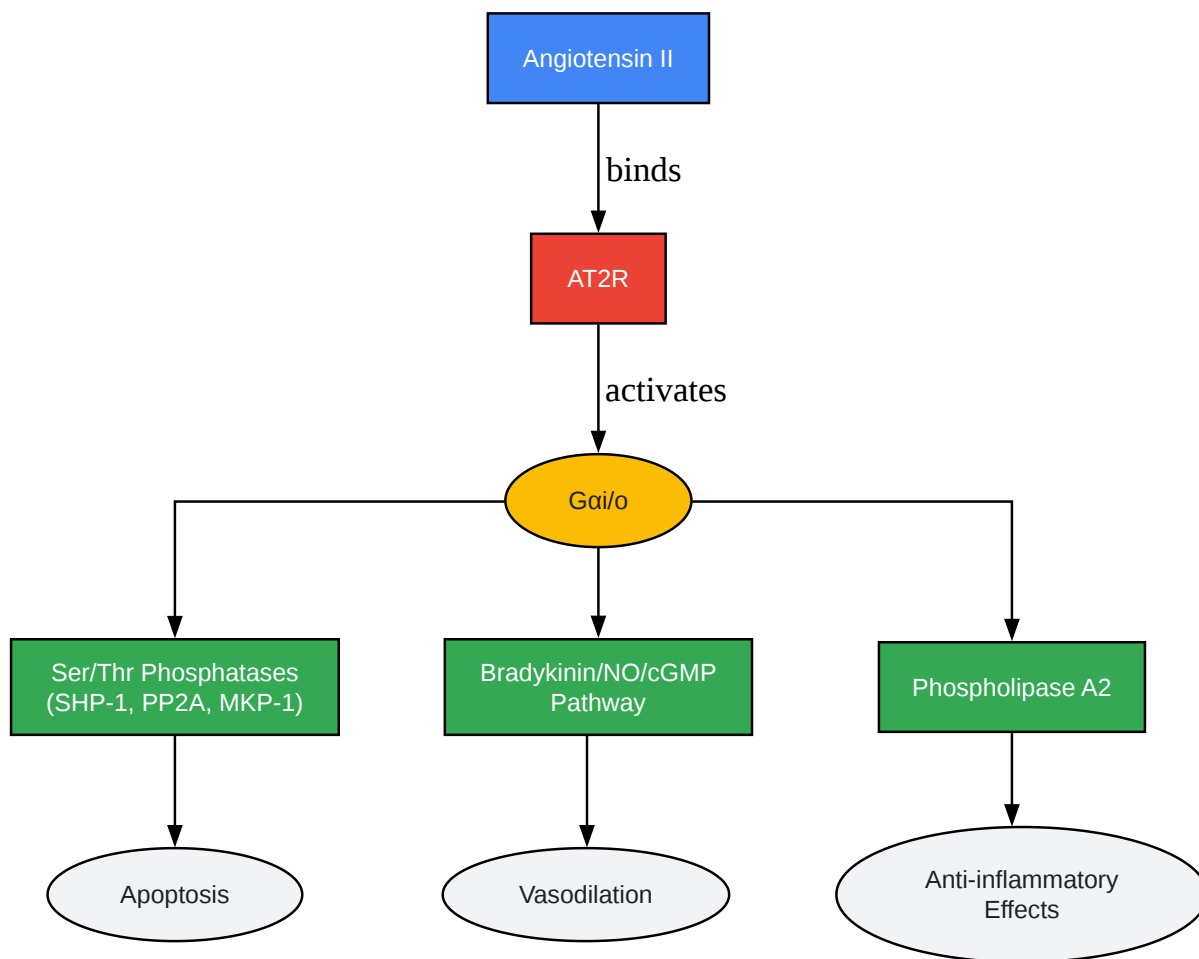 Angiotensin II
binds
AT2R
activates
Gαi/o
Ser/Thr Phosphatases
(SHP-1, PP2A, MKP-1)
Bradykinin/NO/cGMP
Pathway
Phospholipase A2
Apoptosis
Vasodilation
Anti-inflammatory
Effects